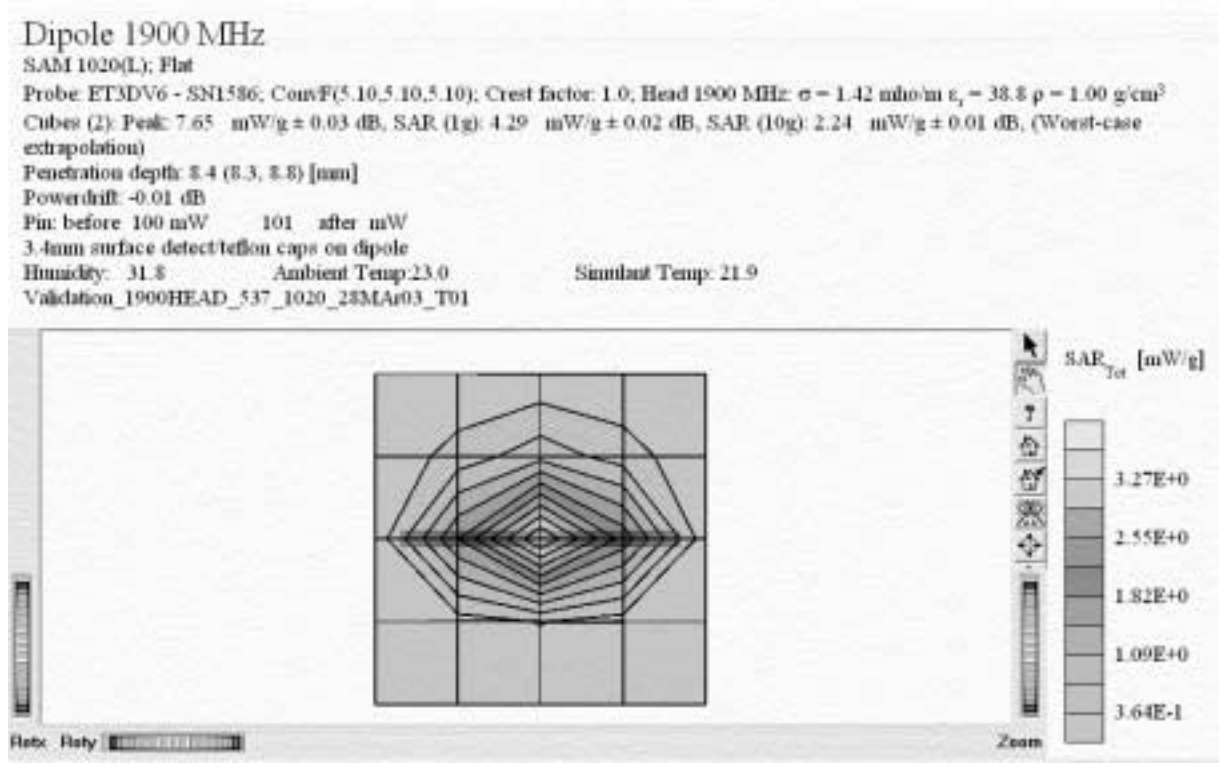 Dipole 1900 MHz
SAM 1020(L); Flat
Probe: ET3DV6 - SN1586; ConvF(5.10,5.10,5.10); Crest factor: 1.0; Head 1900 MHz: σ = 1.42 mho/m εr = 38.8 ρ = 1.00 g/cm³
Cubes (2): Peak: 7.65 mW/g ± 0.03 dB, SAR (1g): 4.29 mW/g ± 0.02 dB, SAR (10g): 2.24 mW/g ± 0.01 dB, (Worst-case
extrapolation)
Penetration depth: 8.4 (8.3, 8.8) [mm]
Powerdrift: -0.01 dB
Pin: before 100 mW 101 after mW
3.4mm surface detect/teflon caps on dipole
Humidity: 31.8 Ambient Temp:23.0 Simulant Temp: 21.9
Validation_1900HEAD_537_1020_28MAr03_T01
SAR_Tot [mW/g]
?
3.27E+0
2.55E+0
1.82E+0
1.09E+0
3.64E-1
Rotx Roty Zoom